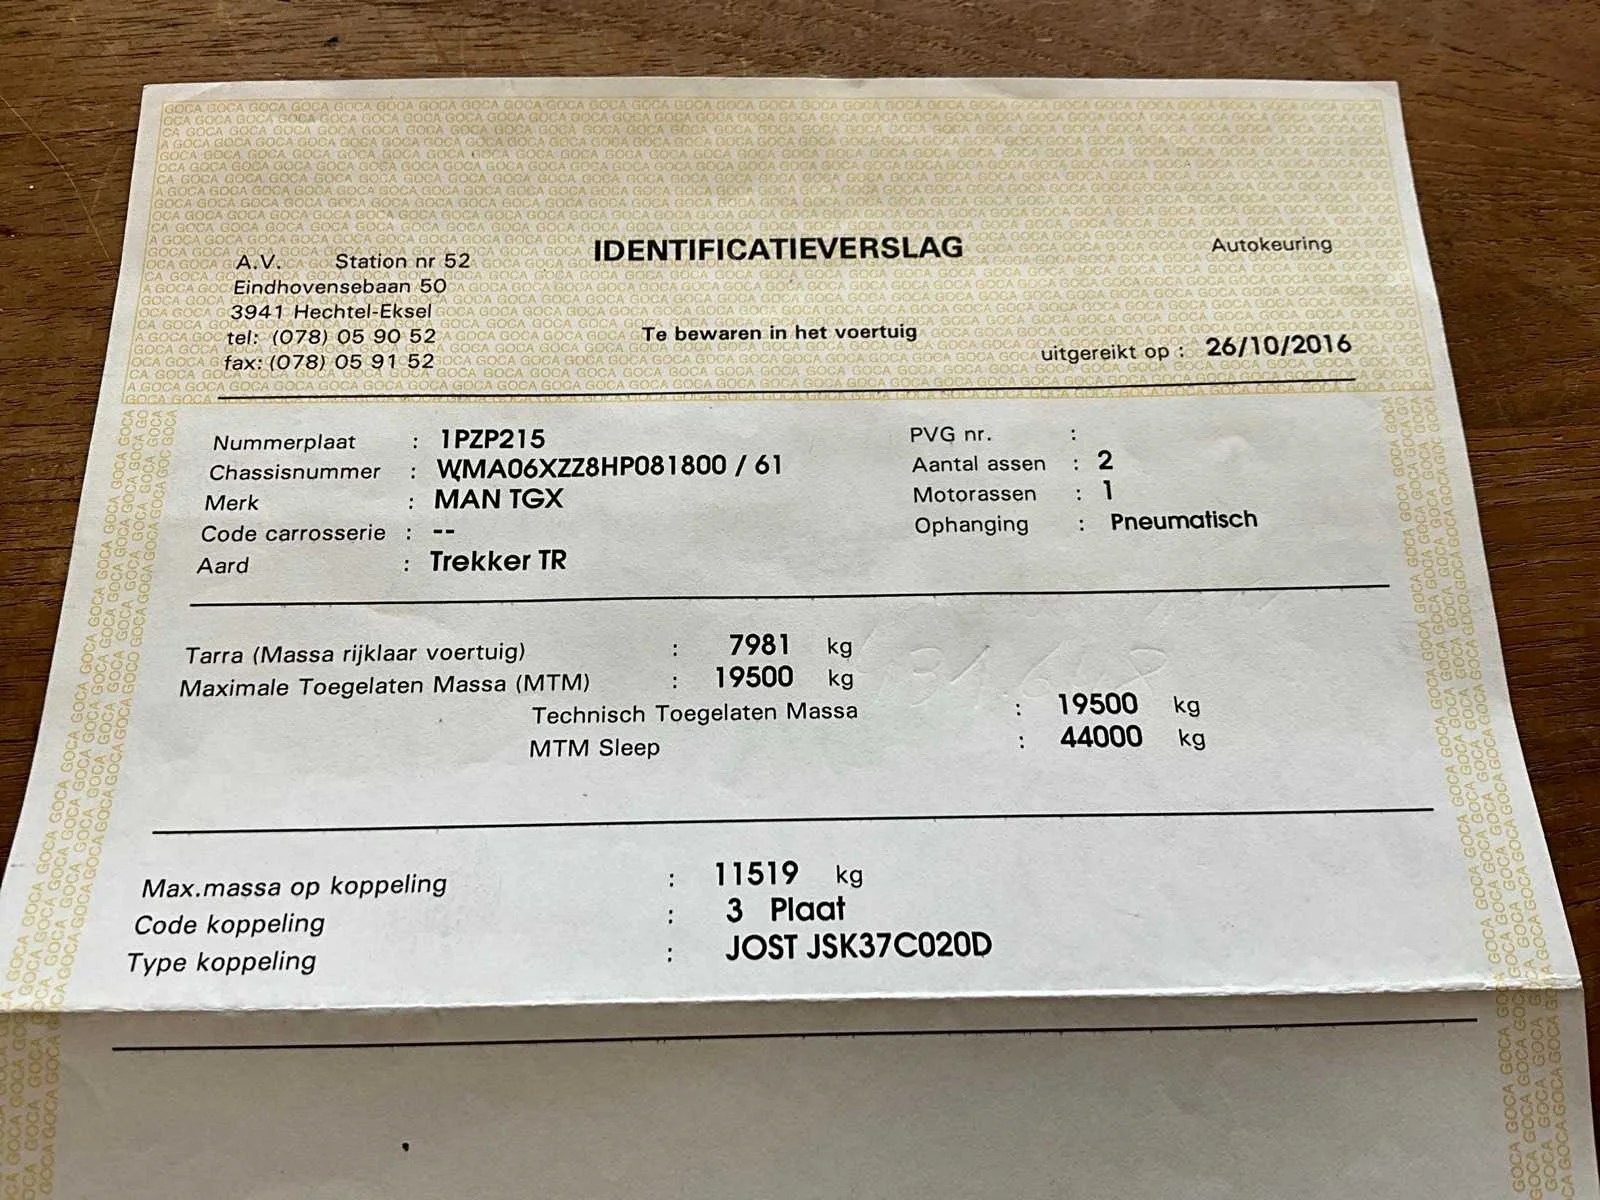 IDENTIFICATIEVERSLAG
Autokeuring
A.V. Station nr 52
Eindhovensebaan 50
3941 Hechtel-Eksel
tel: (078) 05 90 52
fax: (078) 05 91 52
Te bewaren in het voertuig
uitgereikt op : 26/10/2016
Nummerplaat : 1PZP215
Chassisnummer : WMA06XZZ8HP081800 / 61
Merk : MAN TGX
Code carrosserie : --
Aard : Trekker TR
PVG nr. :
Aantal assen : 2
Motorassen : 1
Ophanging : Pneumatisch
Tarra (Massa rijklaar voertuig) : 7981 kg
Maximale Toegelaten Massa (MTM) : 19500 kg
Technisch Toegelaten Massa : 19500 kg
MTM Sleep : 44000 kg
Max.massa op koppeling : 11519 kg
Code koppeling : 3 Plaat
Type koppeling : JOST JSK37C020D